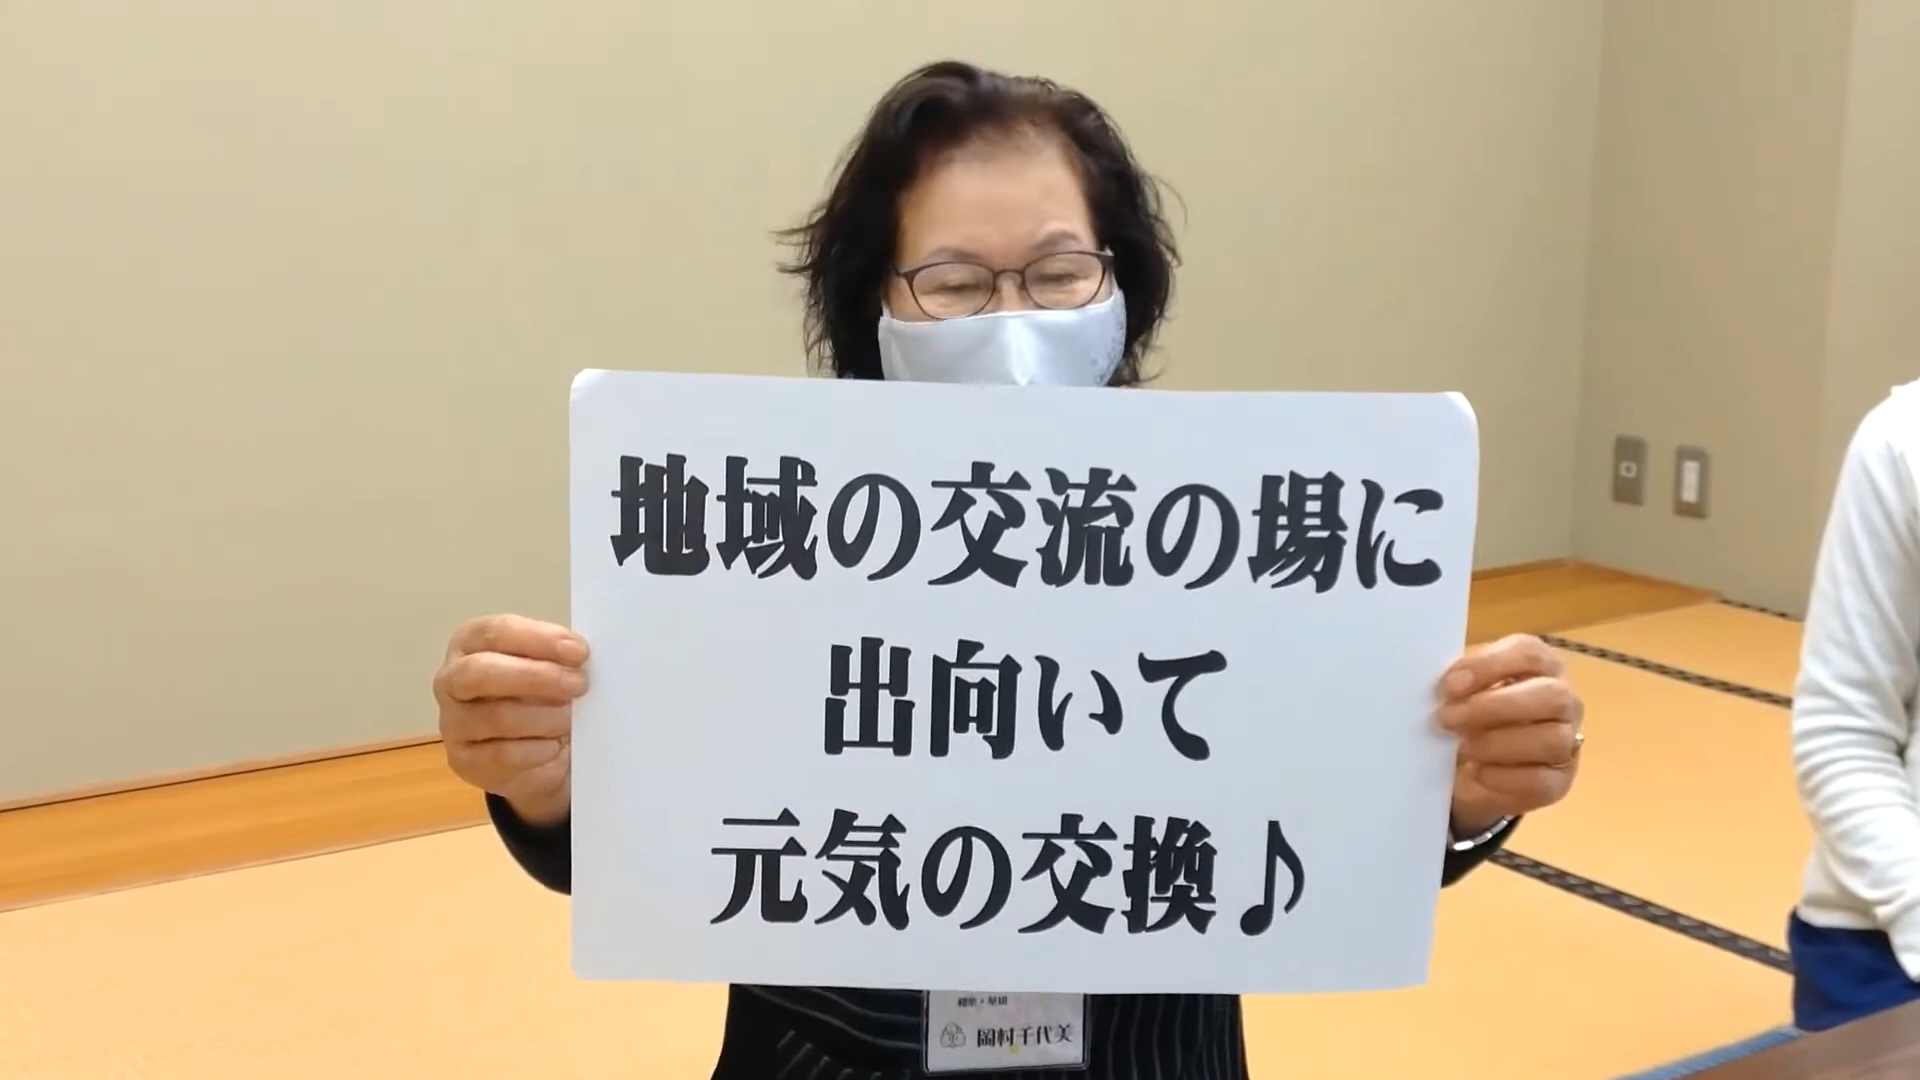 地域の交流の場に
出向いて
元気の交換♪
岡村千代美